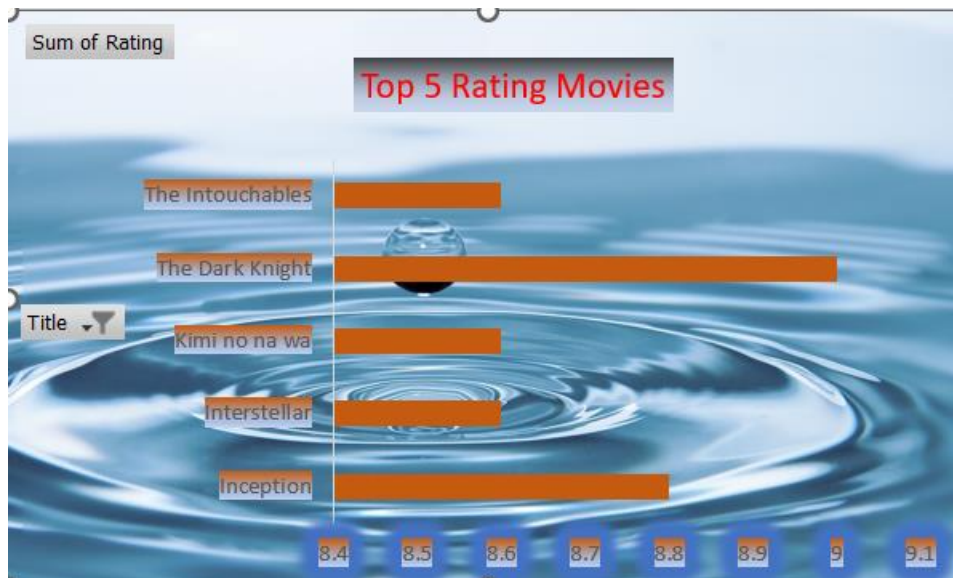 Sum of Rating
Top 5 Rating Movies
The Intouchables
The Dark Knight
Title
Kimi no na wa
Interstellar
Inception
8.4 8.5 8.6 8.7 8.8 8.9 9 9.1